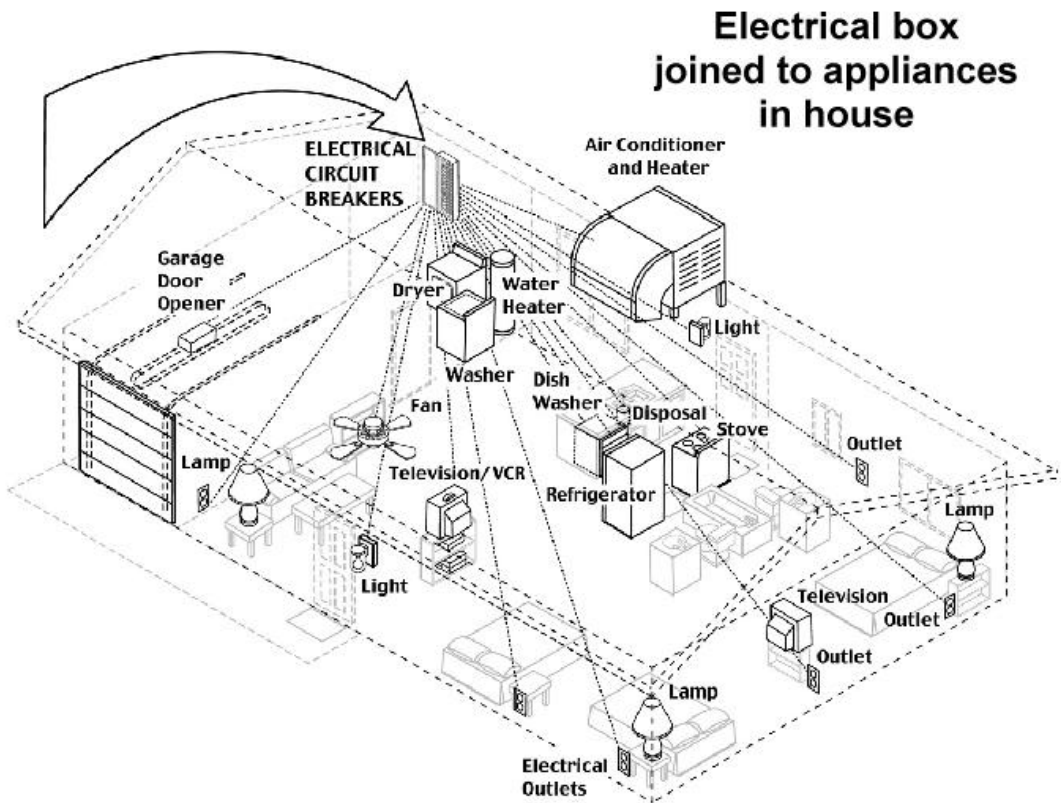 Electrical box
joined to appliances
in house
Air Conditioner
and Heater
ELECTRICAL
CIRCUIT
BREAKERS
Garage
Door
Opener
Dryer
Water
Heater
Light
Washer
Dish
Washer
Fan
Disposal
Stove
Outlet
Lamp
Television/VCR
Refrigerator
Lamp
Light
Television
Outlet
Outlet
Lamp
Electrical
Outlets